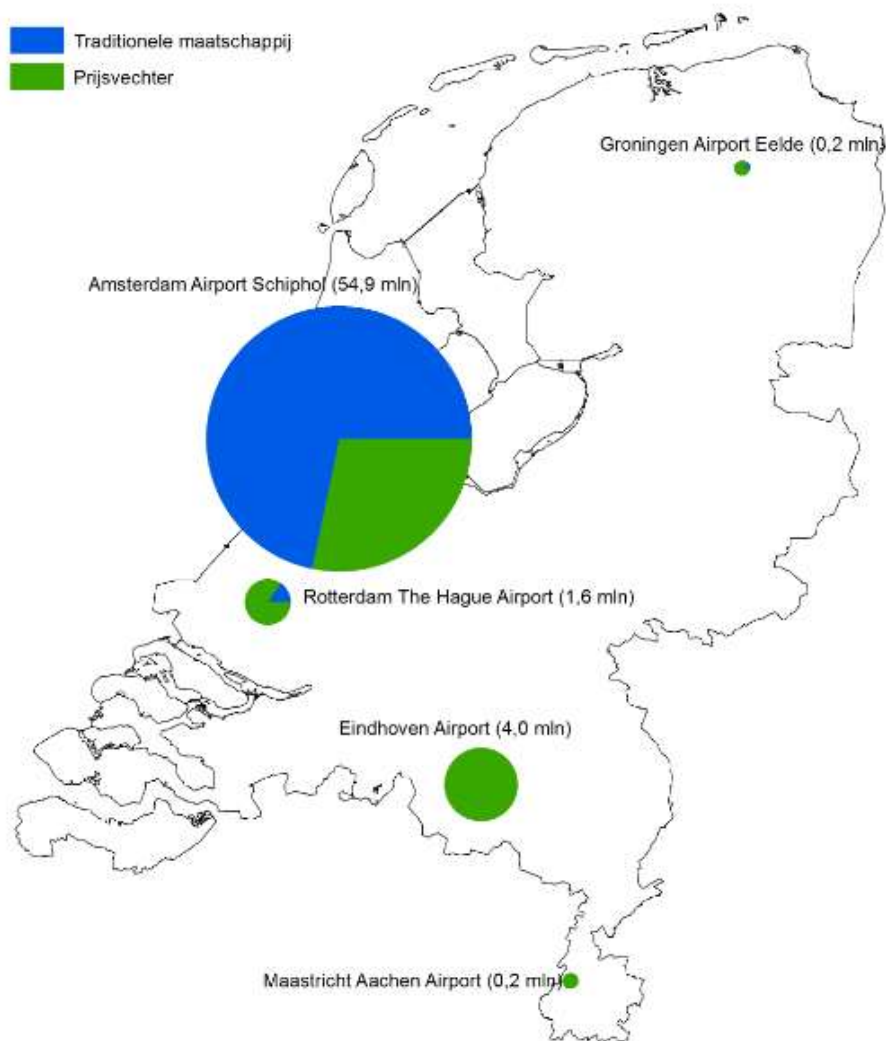 Traditionele maatschappij
Prijsvechter
Groningen Airport Eelde (0,2 mln)
Amsterdam Airport Schiphol (54,9 mln)
Rotterdam The Hague Airport (1,6 mln)
Eindhoven Airport (4,0 mln)
Maastricht Aachen Airport (0,2 mln)